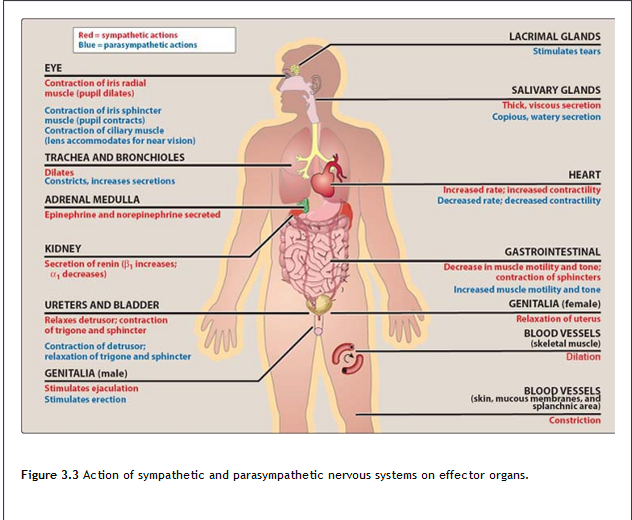 Red = sympathetic actions
Blue = parasympathetic actions
EYE
Contraction of iris radial
muscle (pupil dilates)
Contraction of iris sphincter
muscle (pupil contracts)
Contraction of ciliary muscle
(lens accommodates for near vision)
TRACHEA AND BRONCHIOLES
Dilates
Constricts, increases secretions
ADRENAL MEDULLA
Epinephrine and norepinephrine secreted
KIDNEY
Secretion of renin (β₁ increases;
α₁ decreases)
URETERS AND BLADDER
Relaxes detrusor; contraction
of trigone and sphincter
Contraction of detrusor;
relaxation of trigone and sphincter
GENITALIA (male)
Stimulates ejaculation
Stimulates erection
LACRIMAL GLANDS
Stimulates tears
SALIVARY GLANDS
Thick, viscous secretion
Copious, watery secretion
HEART
Increased rate; increased contractility
Decreased rate; decreased contractility
GASTROINTESTINAL
Decrease in muscle motility and tone;
contraction of sphincters
Increased muscle motility and tone
GENITALIA (female)
Relaxation of uterus
BLOOD VESSELS
(skeletal muscle)
Dilation
BLOOD VESSELS
(skin, mucous membranes, and
splanchnic area)
Constriction
Figure 3.3 Action of sympathetic and parasympathetic nervous systems on effector organs.